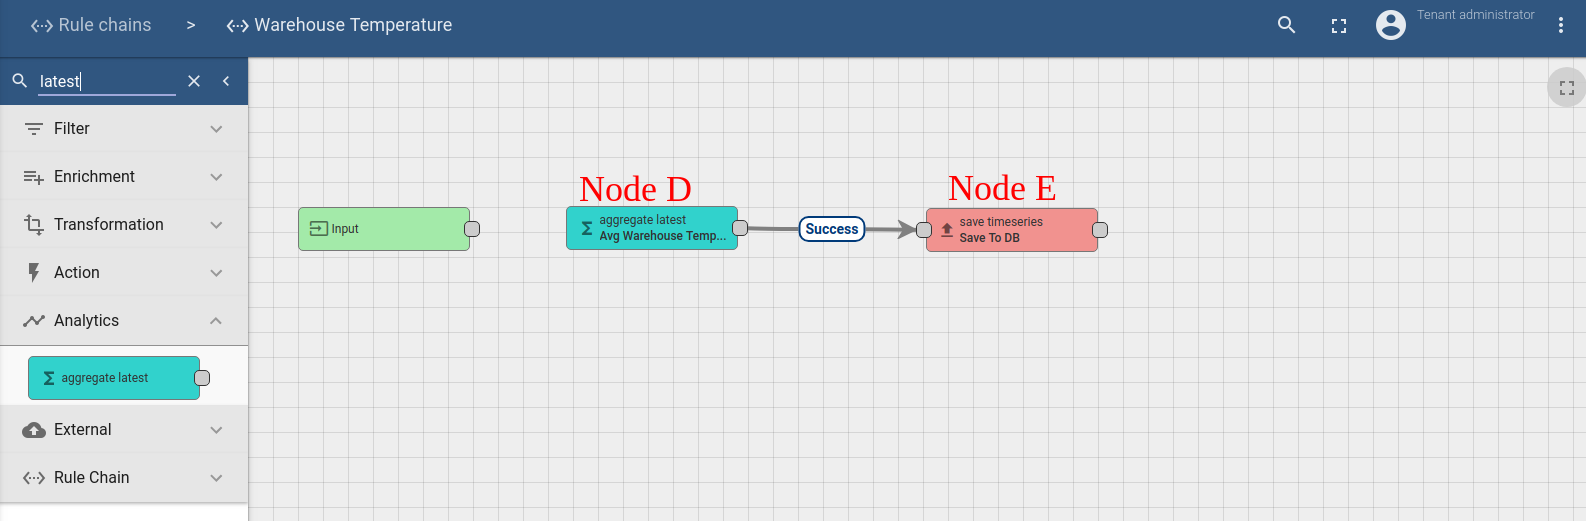 Rule chains > Warehouse Temperature
Tenant administrator
latest
Filter
Enrichment
Transformation
Action
Analytics
aggregate latest
External
Rule Chain
Input
Node D
aggregate latest
Avg Warehouse Temp...
Success
Node E
save timeseries
Save To DB